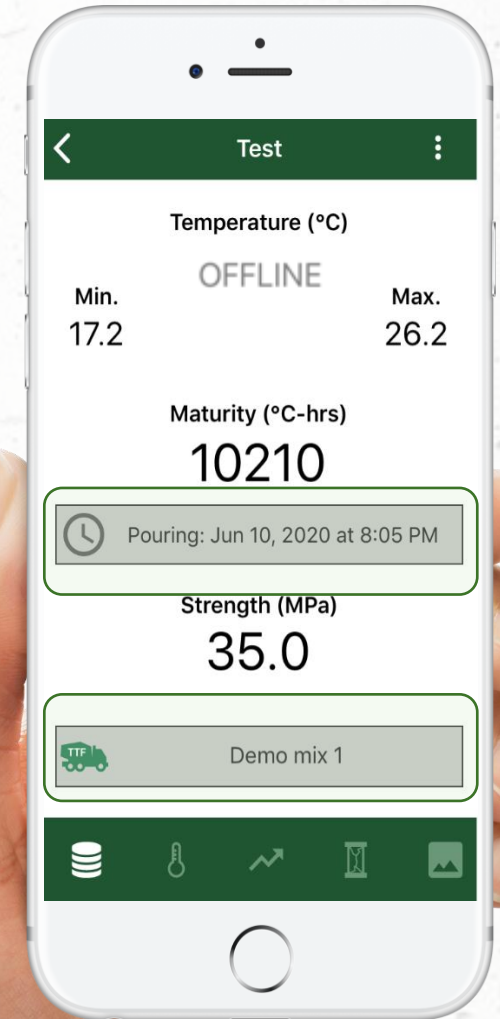 Test
Temperature (°C)
OFFLINE
Min.
Max.
17.2
26.2
Maturity (°C-hrs)
10210
Pouring: Jun 10, 2020 at 8:05 PM
Strength (MPa)
35.0
TTF
Demo mix 1